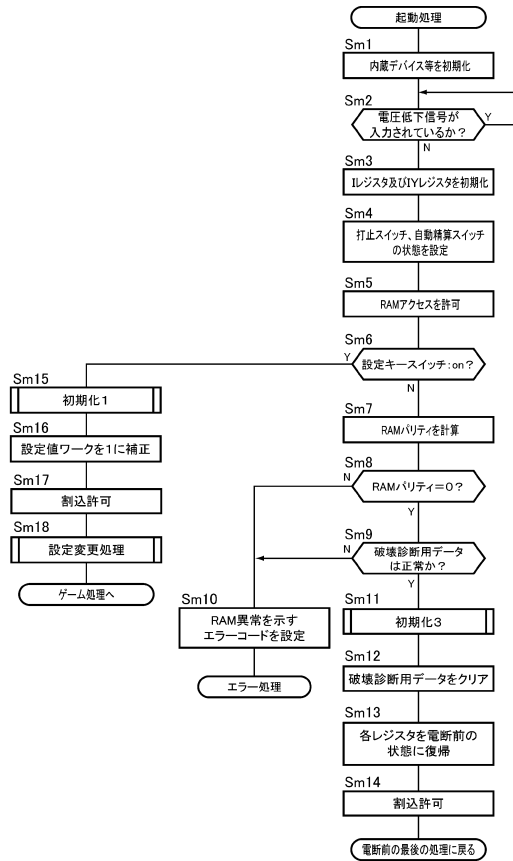 起動処理
Sm1
内蔵デバイス等を初期化
Sm2
電圧低下信号が
入力されているか？
Y
N
Sm3
Iレジスタ及びIYレジスタを初期化
Sm4
打止スイッチ、自動精算スイッチ
の状態を設定
Sm5
RAMアクセスを許可
Sm6
設定キースイッチ：on？
Y
N
Sm15
初期化１
Sm16
設定値ワークを１に補正
Sm17
割込許可
Sm18
設定変更処理
ゲーム処理へ
Sm7
RAMパリティを計算
Sm8
RAMパリティ＝０？
N
Y
Sm9
破壊診断用データ
は正常か？
N
Y
Sm10
RAM異常を示す
エラーコードを設定
エラー処理
Sm11
初期化３
Sm12
破壊診断用データをクリア
Sm13
各レジスタを電断前の
状態に復帰
Sm14
割込許可
電断前の最後の処理に戻る